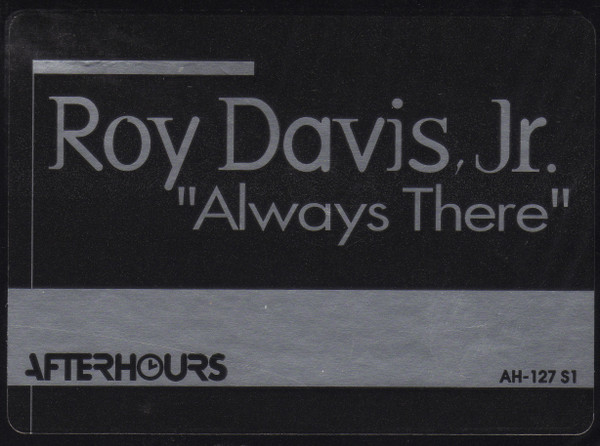 Roy Davis, Jr.
"Always There"
AFTERHOURS
AH-127 S1